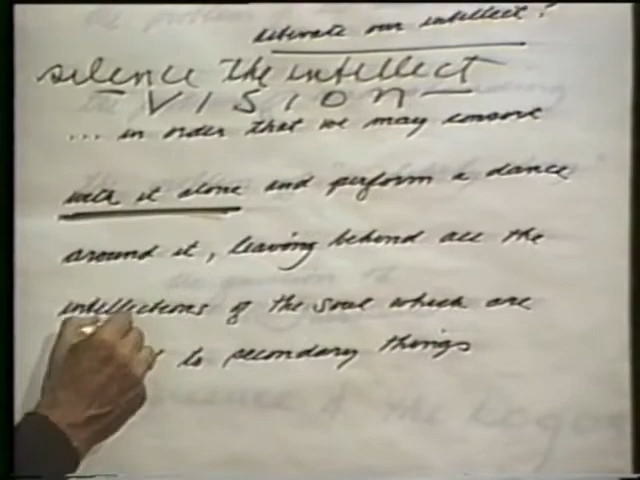 liberate our intellect?
silence the intellect
VISION
... in order that we may consort
with it alone and perform a dance
around it, leaving behind all the
intellections of the soul which are
to secondary things